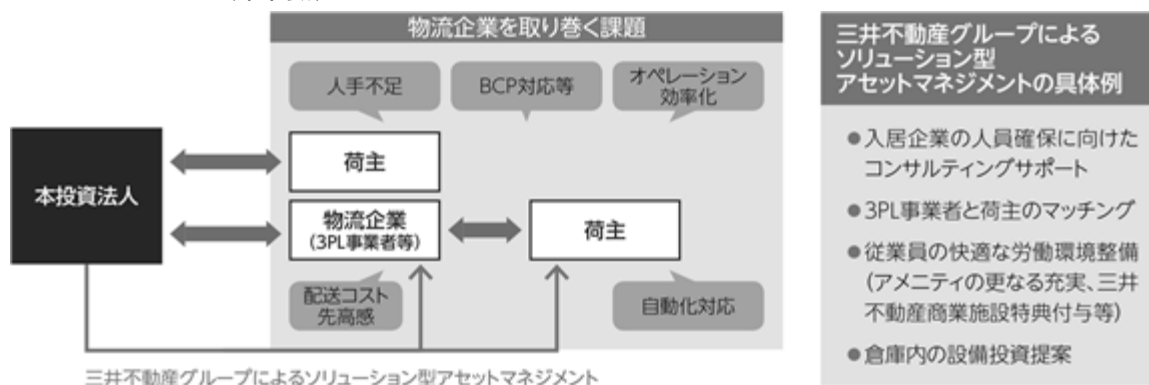 物流企業を取り巻く課題
人手不足
BCP対応等
オペレーション
効率化
本投資法人
荷主
物流企業
(3PL事業者等)
荷主
配送コスト
先高感
自動化対応
三井不動産グループによるソリューション型アセットマネジメント
三井不動産グループによる
ソリューション型
アセットマネジメントの具体例
●入居企業の人員確保に向けた
コンサルティングサポート
●3PL事業者と荷主のマッチング
●従業員の快適な労働環境整備
(アメニティの更なる充実、三井
不動産商業施設特典付与等)
●倉庫内の設備投資提案